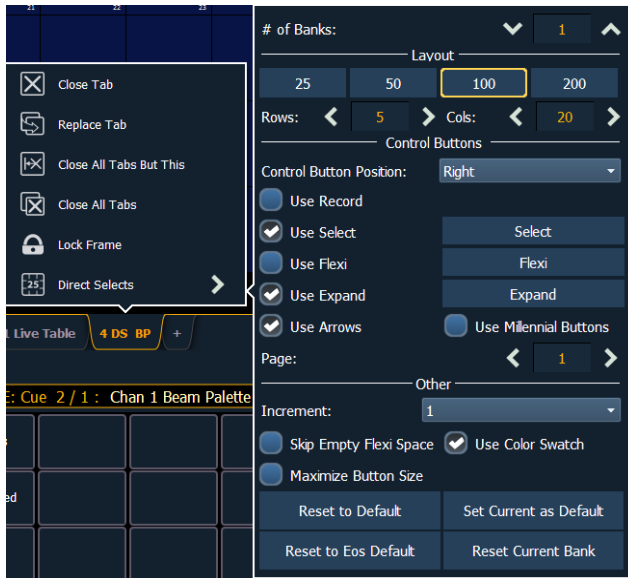 21 22 23
Close Tab
Replace Tab
Close All Tabs But This
Close All Tabs
Lock Frame
25 Direct Selects
Live Table 4 DS BP +
E: Cue 2 / 1 : Chan 1 Beam Palette
ed
# of Banks: 1
Layout
25 50 100 200
Rows: 5 Cols: 20
Control Buttons
Control Button Position: Right
Use Record
Use Select Select
Use Flexi Flexi
Use Expand Expand
Use Arrows Use Millennial Buttons
Page: 1
Other
Increment: 1
Skip Empty Flexi Space Use Color Swatch
Maximize Button Size
Reset to Default Set Current as Default
Reset to Eos Default Reset Current Bank